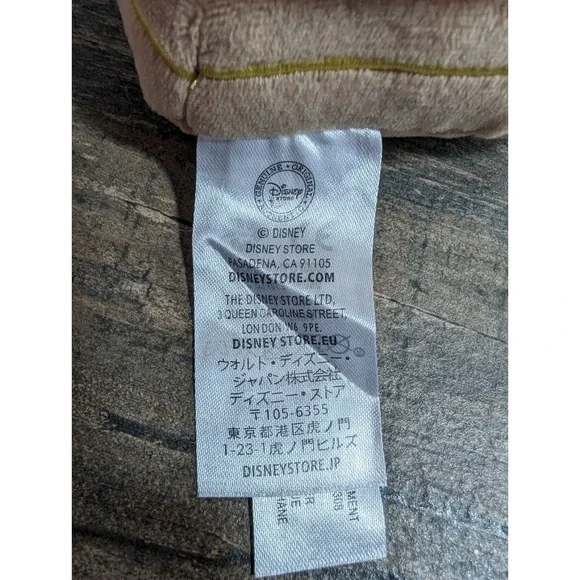 GENUINE • ORIGINAL
Disney
STORE
© DISNEY
DISNEY STORE
PASADENA, CA 91105
DISNEYSTORE.COM
THE DISNEY STORE LTD,
3 QUEEN CAROLINE STREET,
LONDON W6 9PE.
DISNEY STORE.EU
ウォルト・ディズニー・
ジャパン株式会社
ディズニー・ストア
〒105-6355
東京都港区虎ノ門
1-23-1虎ノ門ヒルズ
DISNEYSTORE.JP